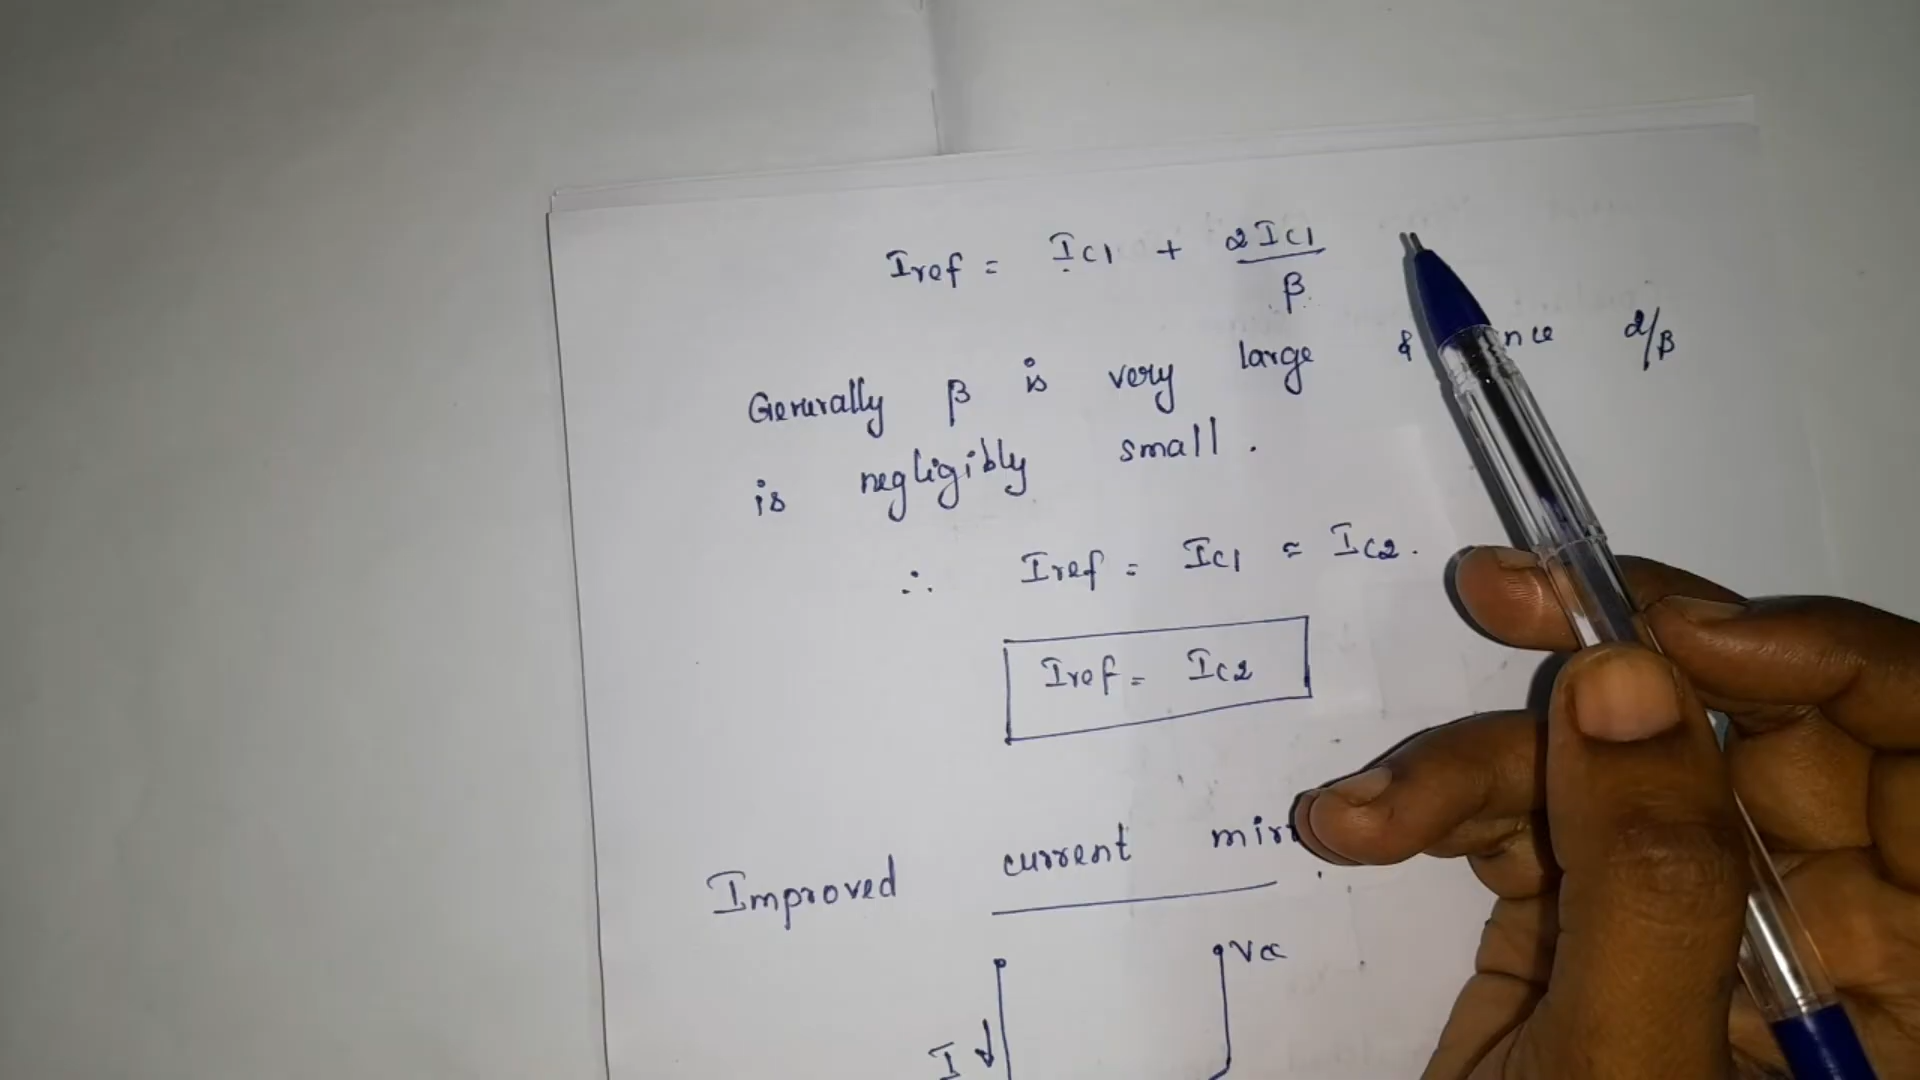 Iref = Ic1 + 2Ic1/β
Generally β is very large & 2/β
is negligibly small.
∴ Iref = Ic1 ≈ Ic2.
Iref = Ic2
Improved current
Vcc
I